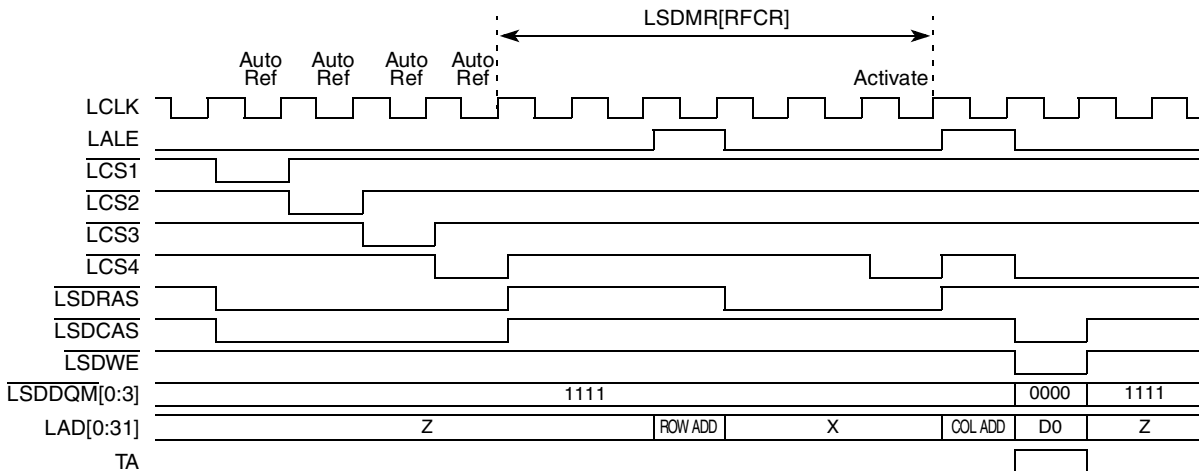 LSDMR[RFCR]
Auto Ref
Auto Ref
Auto Ref
Auto Ref
Activate
LCLK
LALE
LCS1
LCS2
LCS3
LCS4
LSDRAS
LSDCAS
LSDWE
LSDDQM[0:3] 1111 0000 1111
LAD[0:31] Z ROW ADD X COL ADD D0 Z
TA